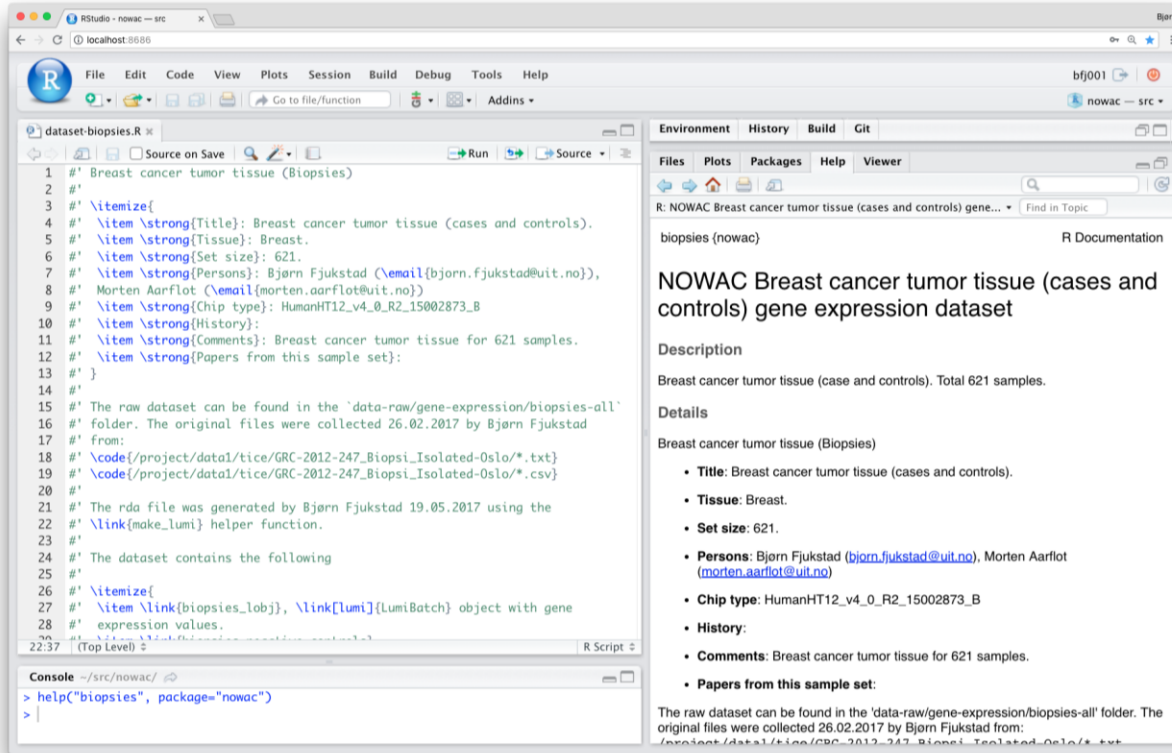 RStudio - nowac — src
Bjør
localhost:8686
R
File Edit Code View Plots Session Build Debug Tools Help
bfj001
Go to file/function
Addins
nowac — src
dataset-biopsies.R
Source on Save
Run
Source
1 #' Breast cancer tumor tissue (Biopsies)
2 #'
3 #' \itemize{
4 #' \item \strong{Title}: Breast cancer tumor tissue (cases and controls).
5 #' \item \strong{Tissue}: Breast.
6 #' \item \strong{Set size}: 621.
7 #' \item \strong{Persons}: Bjørn Fjukstad (\email{bjorn.fjukstad@uit.no}),
8 #' Morten Aarflot (\email{morten.aarflot@uit.no})
9 #' \item \strong{Chip type}: HumanHT12_v4_0_R2_15002873_B
10 #' \item \strong{History}:
11 #' \item \strong{Comments}: Breast cancer tumor tissue for 621 samples.
12 #' \item \strong{Papers from this sample set}:
13 #' }
14 #'
15 #' The raw dataset can be found in the `data-raw/gene-expression/biopsies-all`
16 #' folder. The original files were collected 26.02.2017 by Bjørn Fjukstad
17 #' from:
18 #' \code{/project/data1/tice/GRC-2012-247_Biopsi_Isolated-Oslo/*.txt}
19 #' \code{/project/data1/tice/GRC-2012-247_Biopsi_Isolated-Oslo/*.csv}
20 #'
21 #' The rda file was generated by Bjørn Fjukstad 19.05.2017 using the
22 #' \link{make_lumi} helper function.
23 #'
24 #' The dataset contains the following
25 #'
26 #' \itemize{
27 #' \item \link{biopsies_lobj}, \link[lumi]{LumiBatch} object with gene
28 #' expression values.
22:37 (Top Level) R Script
Console ~/src/nowac/
> help("biopsies", package="nowac")
>
Environment History Build Git
Files Plots Packages Help Viewer
R: NOWAC Breast cancer tumor tissue (cases and controls) gene... Find in Topic
biopsies {nowac} R Documentation
NOWAC Breast cancer tumor tissue (cases and
controls) gene expression dataset
Description
Breast cancer tumor tissue (case and controls). Total 621 samples.
Details
Breast cancer tumor tissue (Biopsies)
• Title: Breast cancer tumor tissue (cases and controls).
• Tissue: Breast.
• Set size: 621.
• Persons: Bjørn Fjukstad (bjorn.fjukstad@uit.no), Morten Aarflot
(morten.aarflot@uit.no)
• Chip type: HumanHT12_v4_0_R2_15002873_B
• History:
• Comments: Breast cancer tumor tissue for 621 samples.
• Papers from this sample set:
The raw dataset can be found in the 'data-raw/gene-expression/biopsies-all' folder. The
original files were collected 26.02.2017 by Bjørn Fjukstad from:
/project/data1/tice/GRC-2012-247_Biopsi_Isolated-Oslo/*.txt